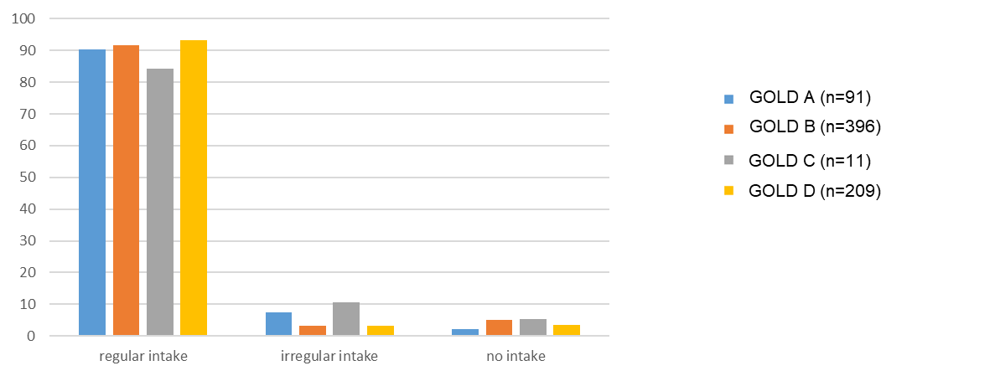 100
90
80
70
60
50
40
30
20
10
0
regular intake
irregular intake
no intake
GOLD A (n=91)
GOLD B (n=396)
GOLD C (n=11)
GOLD D (n=209)